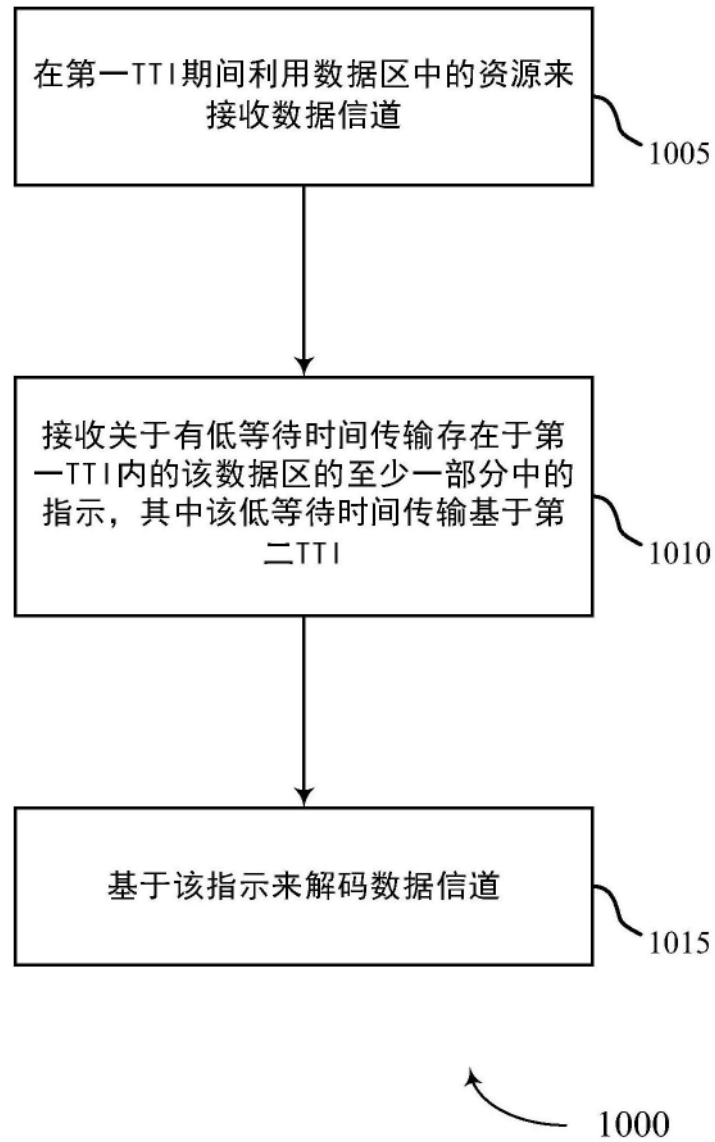 在第一TTI期间利用数据区中的资源来
接收数据信道
1005
接收关于有低等待时间传输存在于第
一TTI内的该数据区的至少一部分中的
指示，其中该低等待时间传输基于第
二TTI
1010
基于该指示来解码数据信道
1015
1000